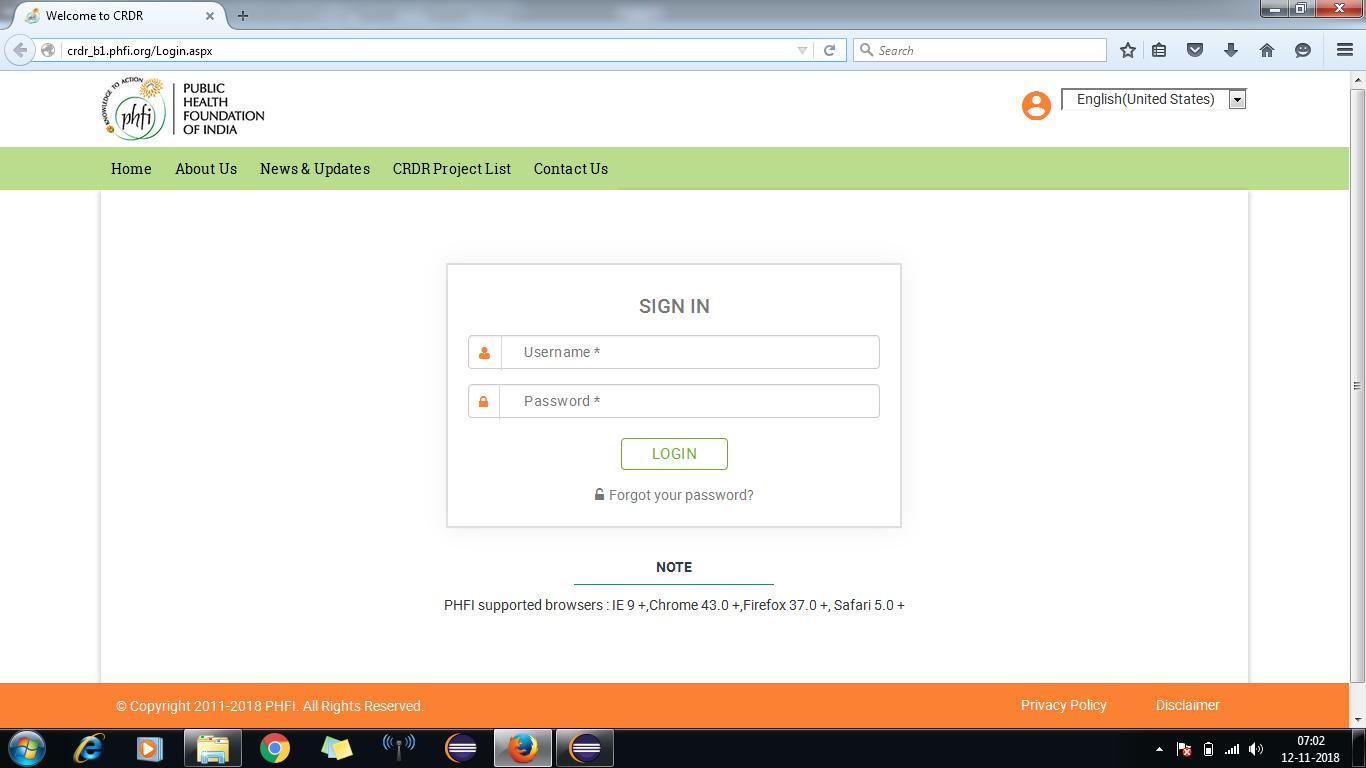 Welcome to CRDR
crdr_b1.phfi.org/Login.aspx
Search
KNOWLEDGE TO ACTION
phfi
PUBLIC
HEALTH
FOUNDATION
OF INDIA
English(United States)
Home About Us News & Updates CRDR Project List Contact Us
SIGN IN
Username *
Password *
LOGIN
Forgot your password?
NOTE
PHFI supported browsers : IE 9 +,Chrome 43.0 +,Firefox 37.0 +, Safari 5.0 +
© Copyright 2011-2018 PHFI. All Rights Reserved. Privacy Policy Disclaimer
07:02
12-11-2018